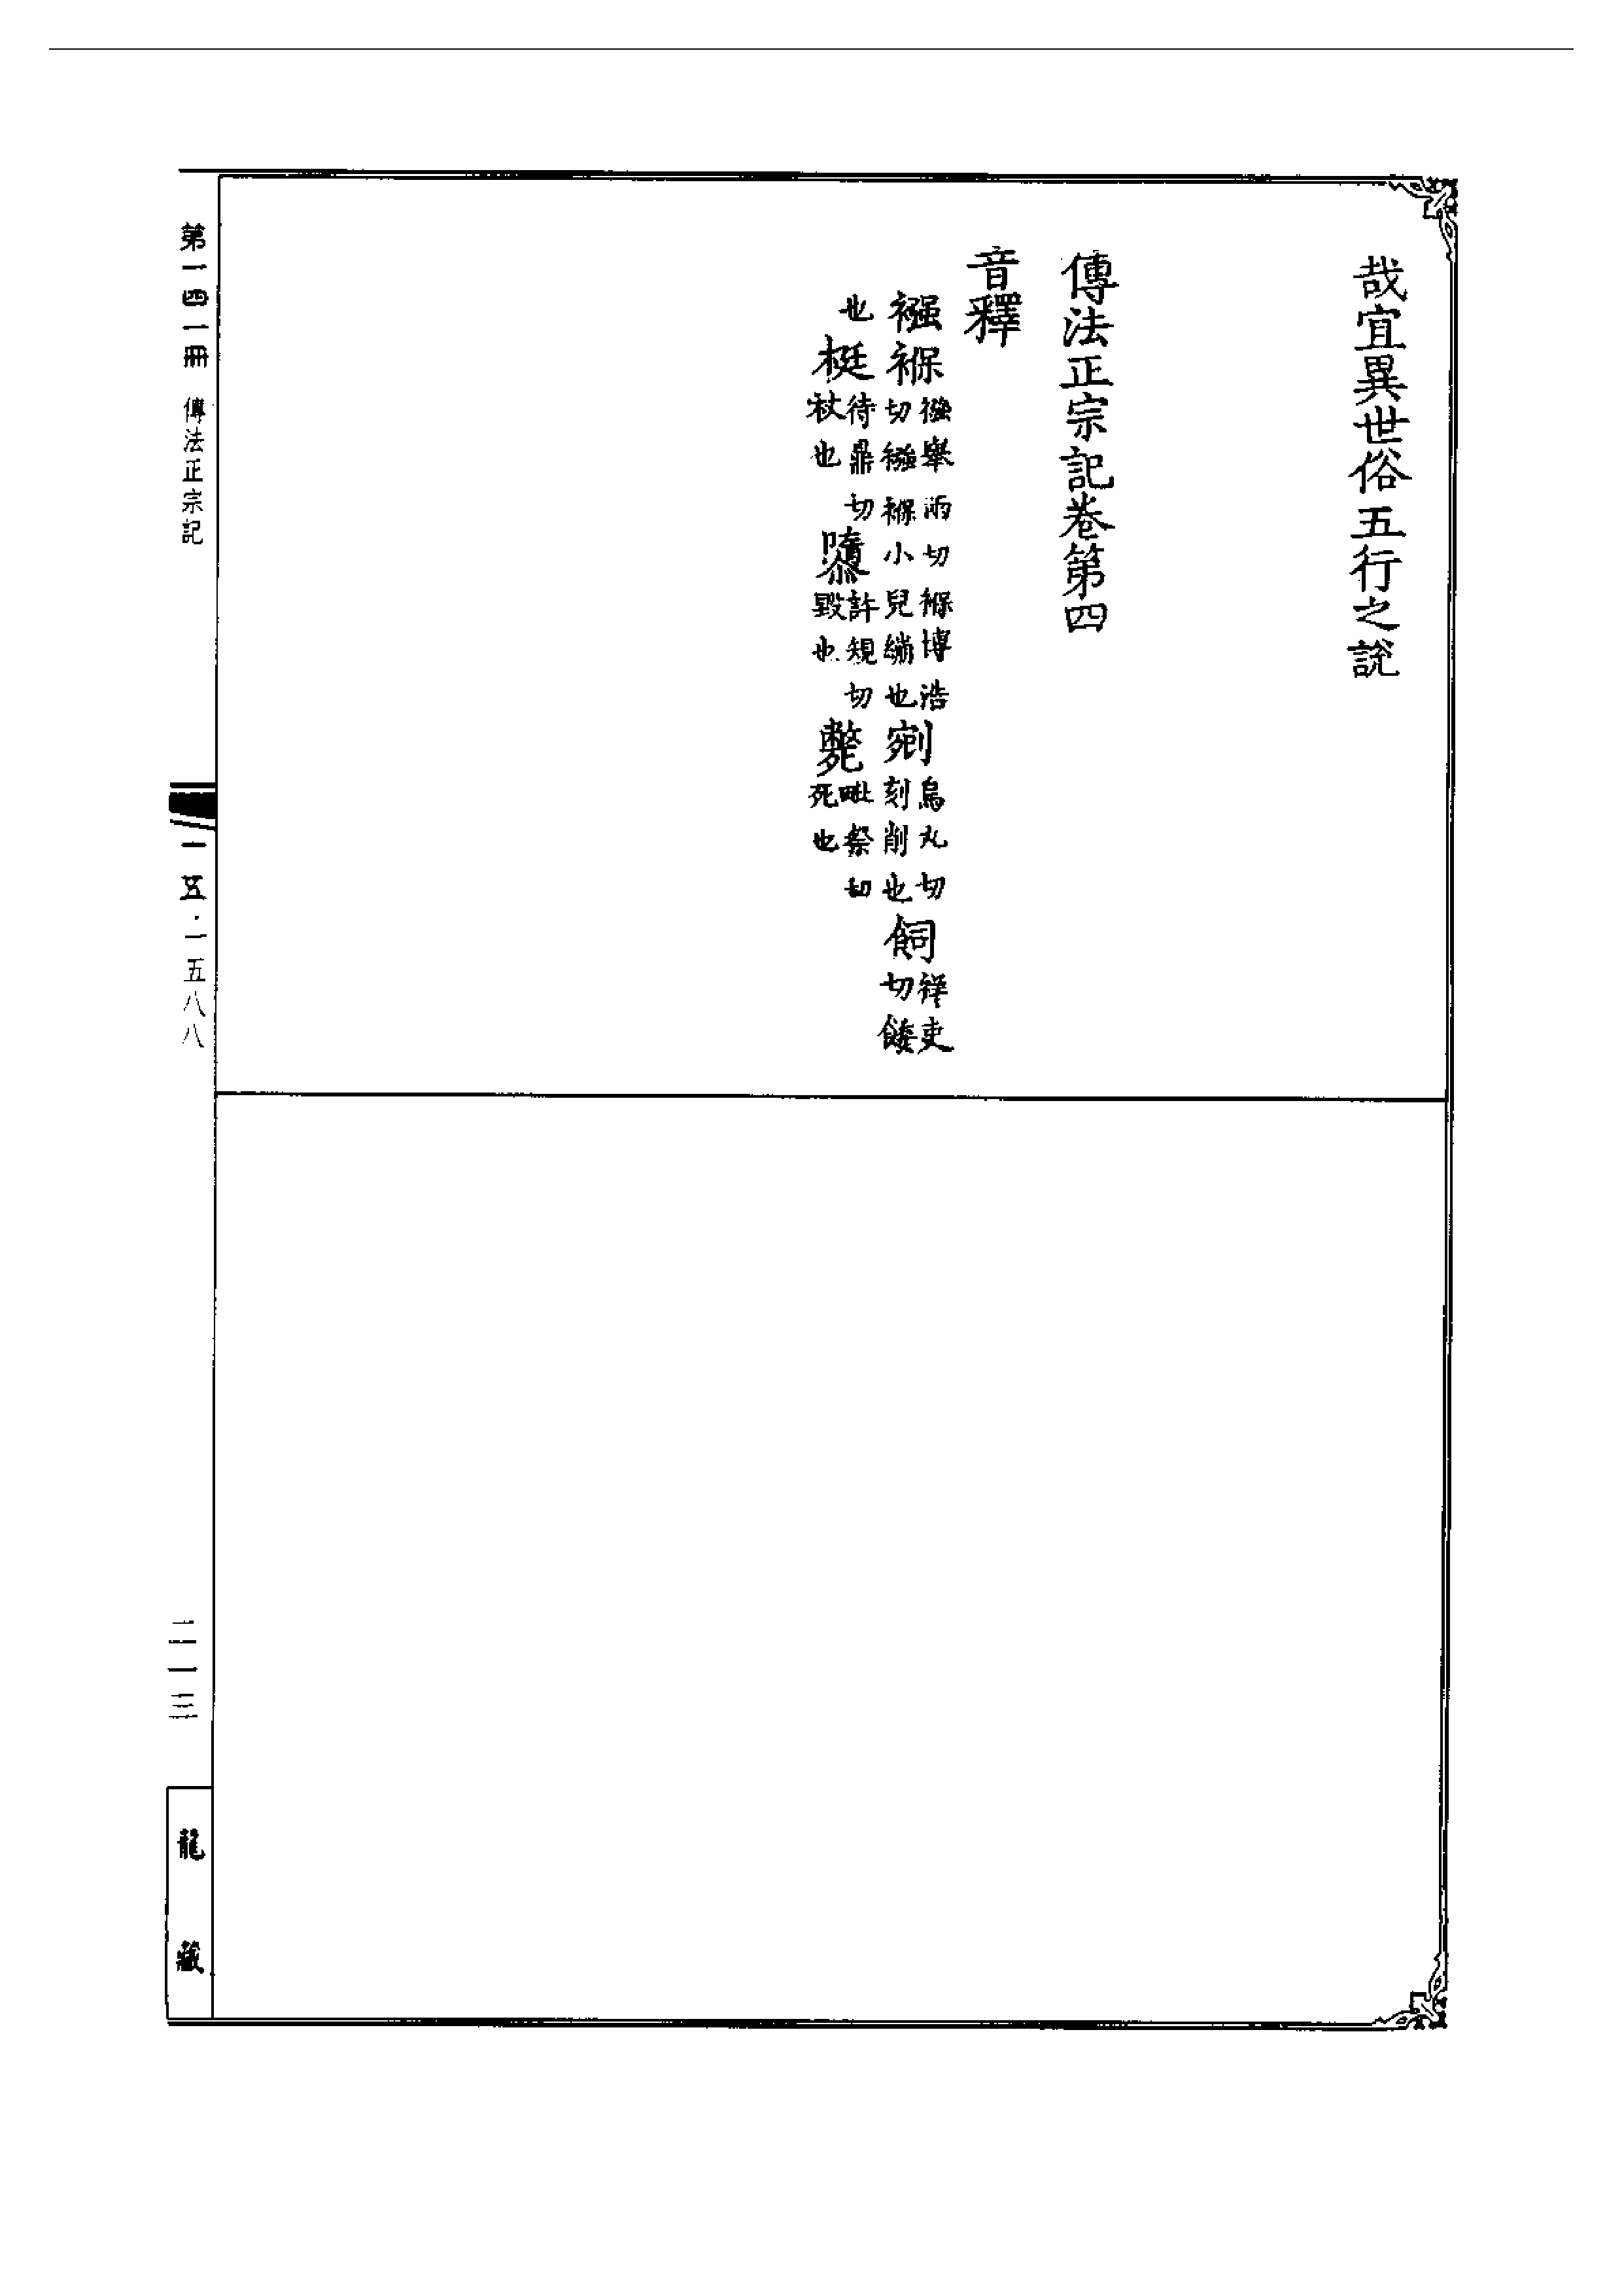 哉宜異世俗五行之說
傳法正宗記卷第四
音釋
襁褓襁舉兩切褓博浩切襁褓小兒繃也剜烏丸切刻削也飼祥吏切餧
也梃待鼎切杖也隳許規切毀也斃毗祭切死也
第一四一冊 傳法正宗記
一五·一五八八
二一三
龍藏